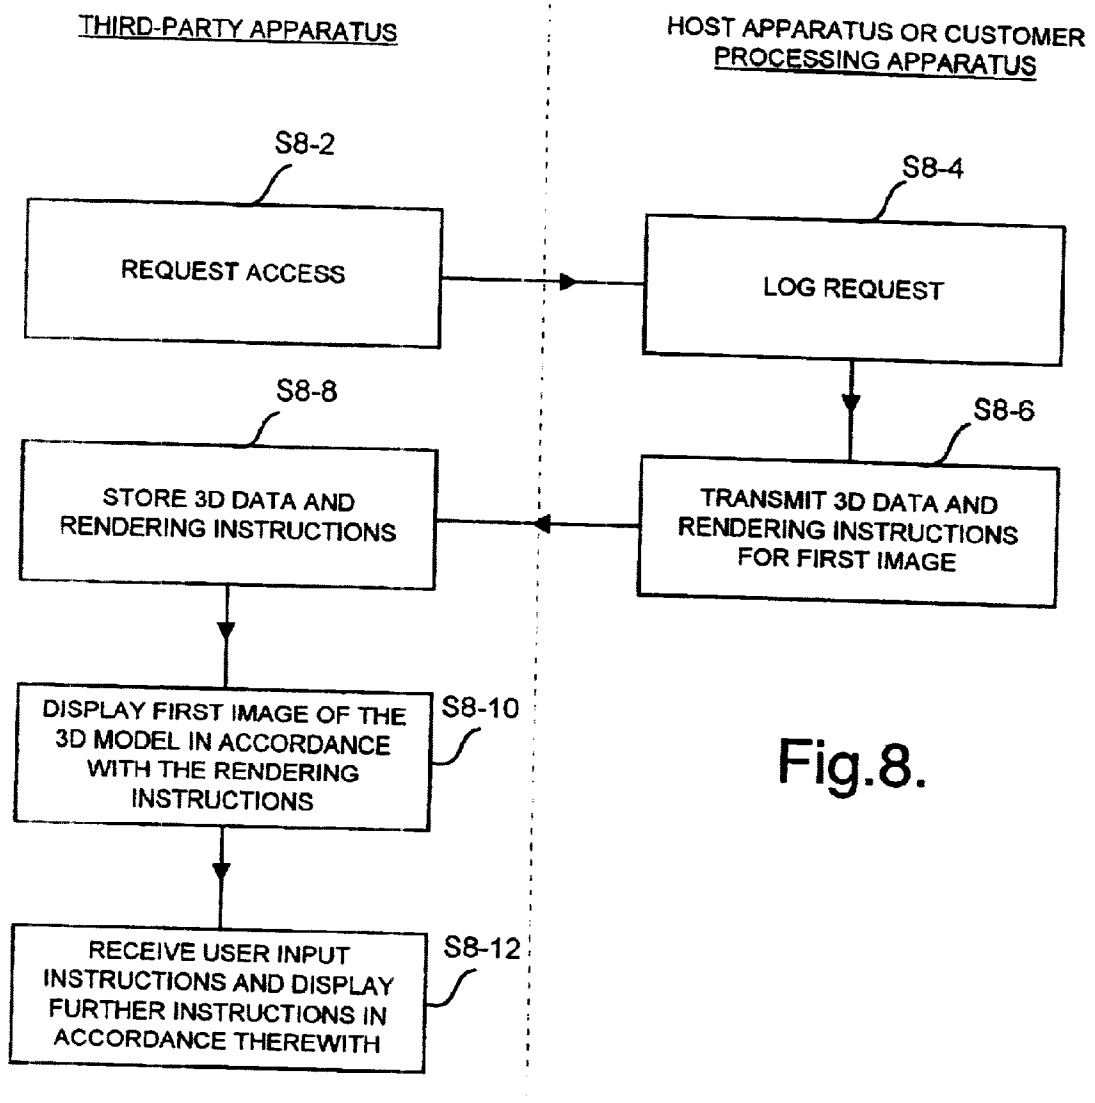 THIRD-PARTY APPARATUS
HOST APPARATUS OR CUSTOMER
PROCESSING APPARATUS
S8-2
REQUEST ACCESS
S8-4
LOG REQUEST
S8-8
STORE 3D DATA AND
RENDERING INSTRUCTIONS
S8-6
TRANSMIT 3D DATA AND
RENDERING INSTRUCTIONS
FOR FIRST IMAGE
S8-10
DISPLAY FIRST IMAGE OF THE
3D MODEL IN ACCORDANCE
WITH THE RENDERING
INSTRUCTIONS
Fig.8.
S8-12
RECEIVE USER INPUT
INSTRUCTIONS AND DISPLAY
FURTHER INSTRUCTIONS IN
ACCORDANCE THEREWITH